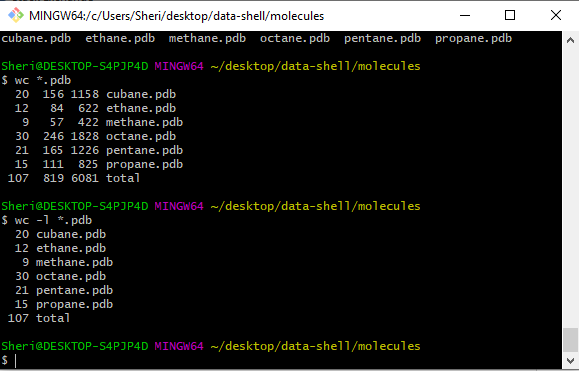 MINGW64:/c/Users/Sheri/desktop/data-shell/molecules
cubane.pdb  ethane.pdb  methane.pdb  octane.pdb  pentane.pdb  propane.pdb
Sheri@DESKTOP-S4PJP4D MINGW64 ~/desktop/data-shell/molecules
$ wc *.pdb
  20  156 1158 cubane.pdb
  12   84  622 ethane.pdb
   9   57  422 methane.pdb
  30  246 1828 octane.pdb
  21  165 1226 pentane.pdb
  15  111  825 propane.pdb
 107  819 6081 total
Sheri@DESKTOP-S4PJP4D MINGW64 ~/desktop/data-shell/molecules
$ wc -l *.pdb
  20 cubane.pdb
  12 ethane.pdb
   9 methane.pdb
  30 octane.pdb
  21 pentane.pdb
  15 propane.pdb
 107 total
Sheri@DESKTOP-S4PJP4D MINGW64 ~/desktop/data-shell/molecules
$